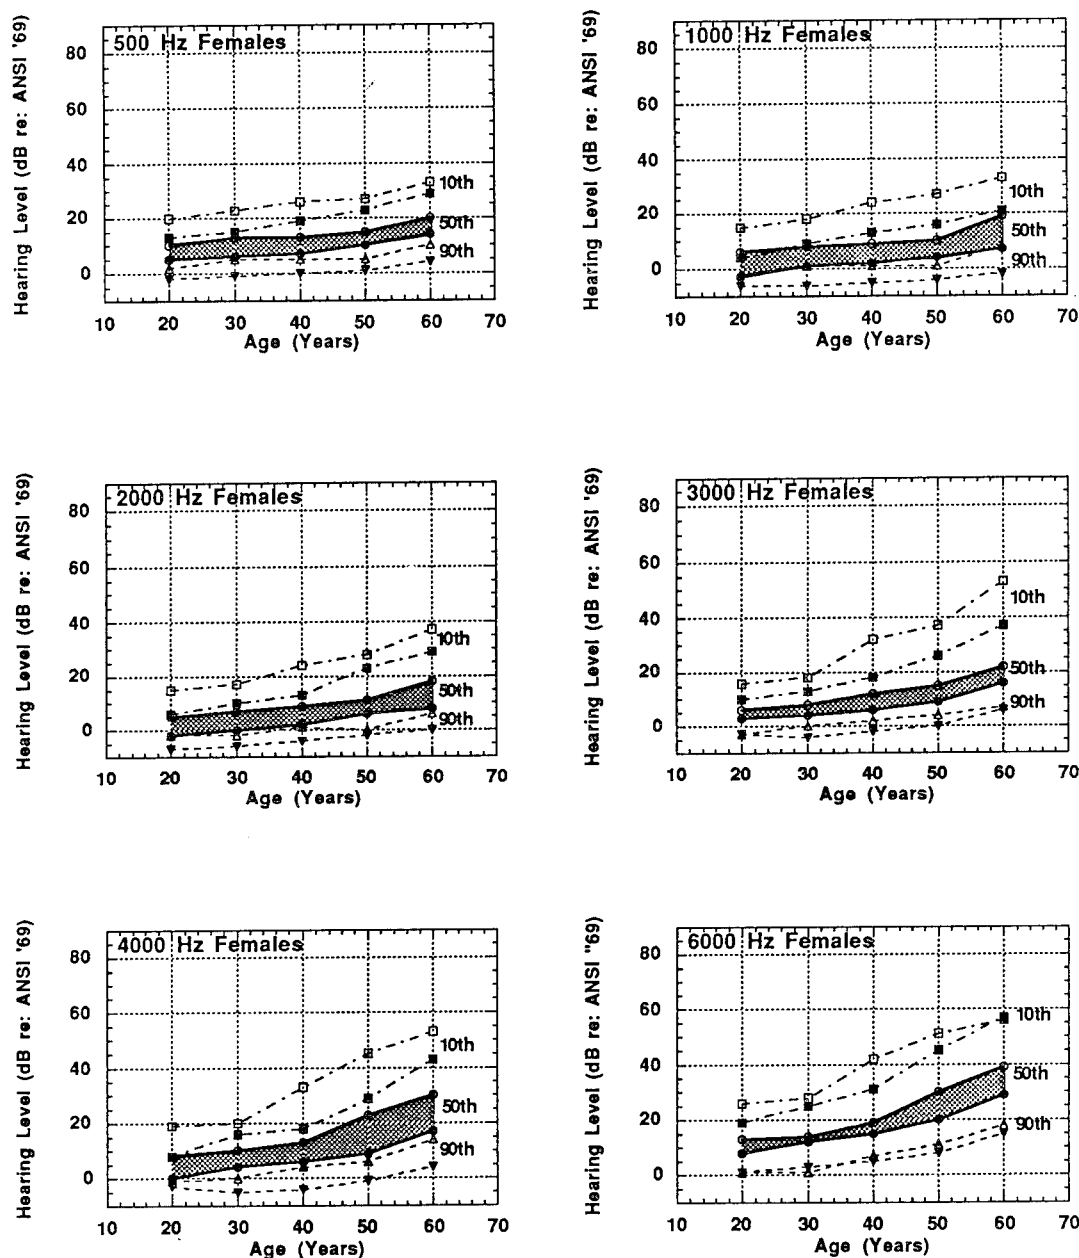 500 Hz Females
Hearing Level (dB re: ANSI '69)
80
60
40
20
0
10th
50th
90th
10 20 30 40 50 60 70
Age (Years)
1000 Hz Females
Hearing Level (dB re: ANSI '69)
80
60
40
20
0
10th
50th
90th
10 20 30 40 50 60 70
Age (Years)
2000 Hz Females
Hearing Level (dB re: ANSI '69)
80
60
40
20
0
10th
50th
90th
10 20 30 40 50 60 70
Age (Years)
3000 Hz Females
Hearing Level (dB re: ANSI '69)
80
60
40
20
0
10th
50th
90th
10 20 30 40 50 60 70
Age (Years)
4000 Hz Females
Hearing Level (dB re: ANSI '69)
80
60
40
20
0
10th
50th
90th
10 20 30 40 50 60 70
Age (Years)
6000 Hz Females
Hearing Level (dB re: ANSI "69)
80
60
40
20
0
10th
50th
90th
10 20 30 40 50 60 70
Age (Years)